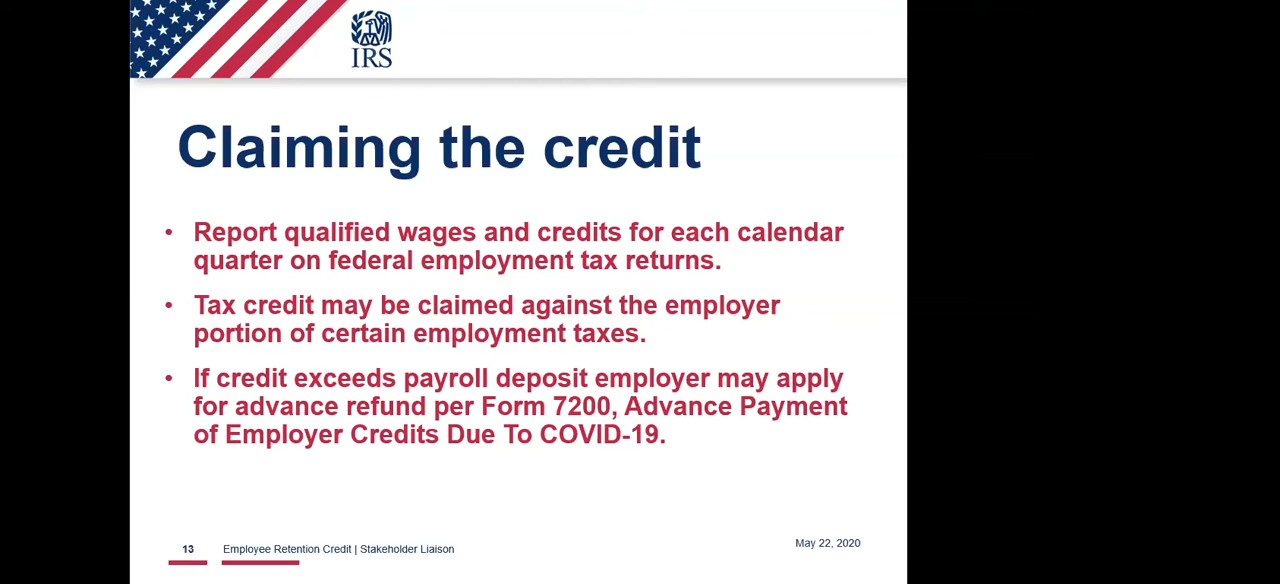 IRS
Claiming the credit
• Report qualified wages and credits for each calendar
quarter on federal employment tax returns.
• Tax credit may be claimed against the employer
portion of certain employment taxes.
• If credit exceeds payroll deposit employer may apply
for advance refund per Form 7200, Advance Payment
of Employer Credits Due To COVID-19.
13 Employee Retention Credit | Stakeholder Liaison
May 22, 2020